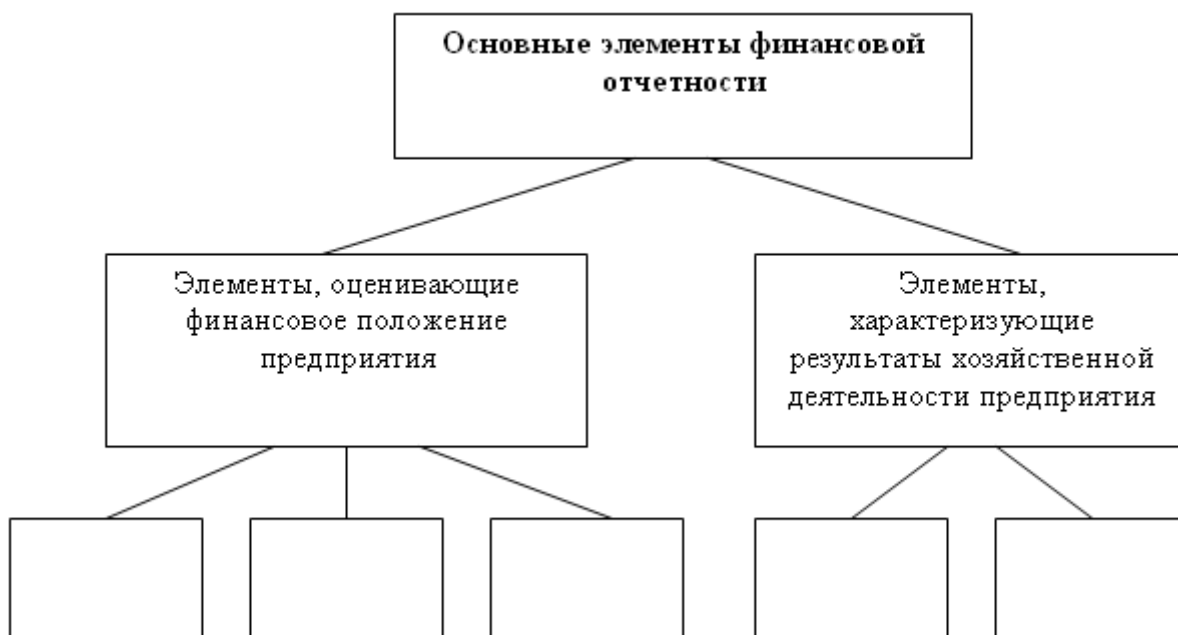 Основные элементы финансовой
отчетности
Элементы, оценивающие
финансовое положение
предприятия
Элементы,
характеризующие
результаты хозяйственной
деятельности предприятия